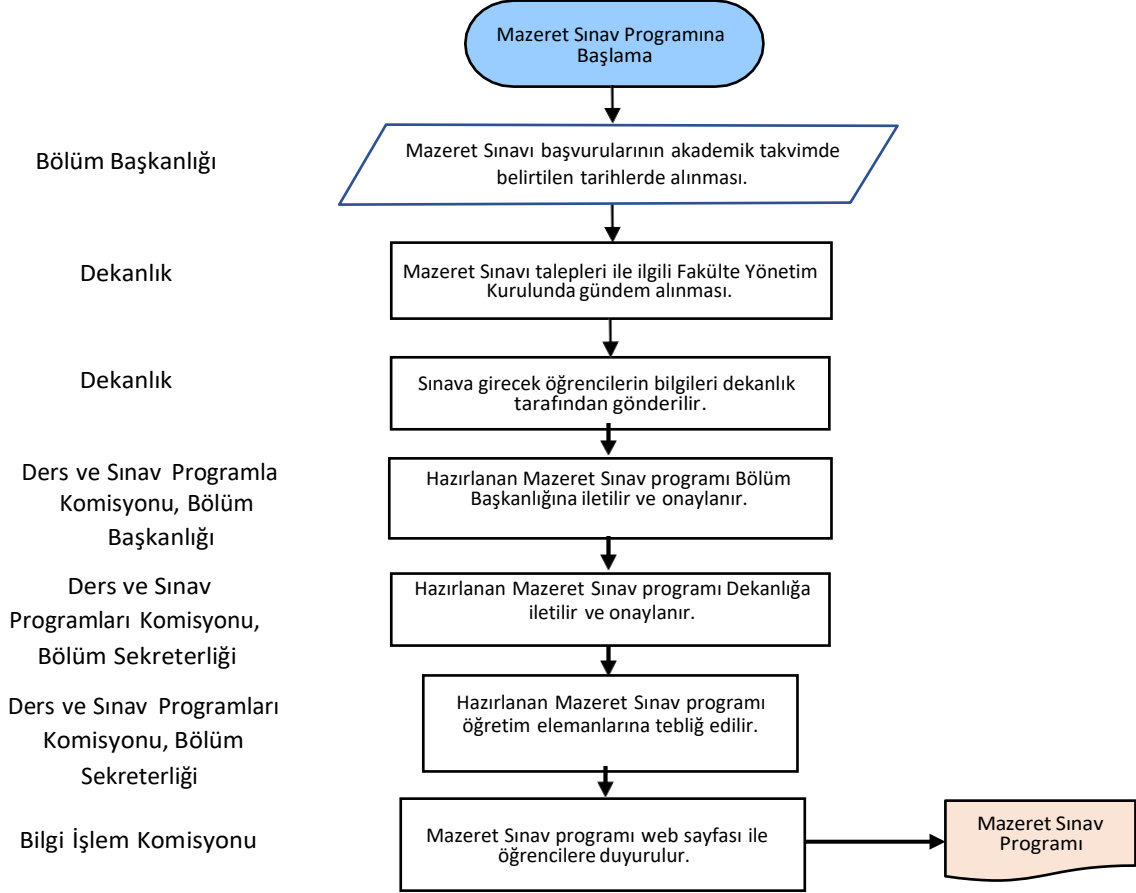 Mazeret Sınav Programına
Başlama
Bölüm Başkanlığı
Mazeret Sınavı başvurularının akademik takvimde
belirtilen tarihlerde alınması.
Dekanlık
Mazeret Sınavı talepleri ile ilgili Fakülte Yönetim
Kurulunda gündem alınması.
Dekanlık
Sınava girecek öğrencilerin bilgileri dekanlık
tarafından gönderilir.
Ders ve Sınav Programla
Komisyonu, Bölüm
Başkanlığı
Hazırlanan Mazeret Sınav programı Bölüm
Başkanlığına iletilir ve onaylanır.
Ders ve Sınav
Programları Komisyonu,
Bölüm Sekreterliği
Hazırlanan Mazeret Sınav programı Dekanlığa
iletilir ve onaylanır.
Ders ve Sınav Programları
Komisyonu, Bölüm
Sekreterliği
Hazırlanan Mazeret Sınav programı
öğretim elemanlarına tebliğ edilir.
Bilgi İşlem Komisyonu
Mazeret Sınav programı web sayfası ile
öğrencilere duyurulur.
Mazeret Sınav
Programı